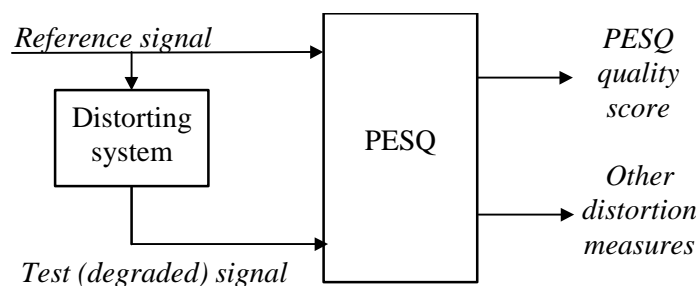 Reference signal
Distorting
system
Test (degraded) signal
PESQ
PESQ
quality
score
Other
distortion
measures